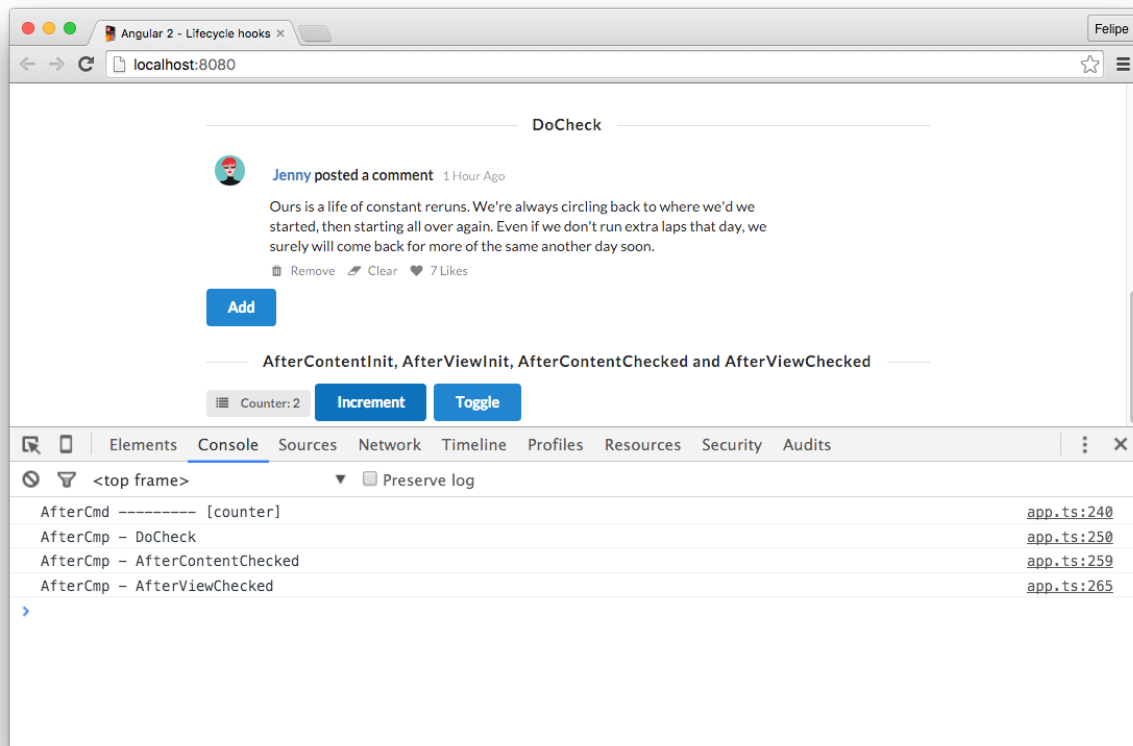 Angular 2 - Lifecycle hooks ×
Felipe
localhost:8080
DoCheck
Jenny posted a comment 1 Hour Ago
Ours is a life of constant reruns. We're always circling back to where we'd we
started, then starting all over again. Even if we don't run extra laps that day, we
surely will come back for more of the same another day soon.
Remove Clear 7 Likes
Add
AfterContentInit, AfterViewInit, AfterContentChecked and AfterViewChecked
Counter: 2 Increment Toggle
Elements Console Sources Network Timeline Profiles Resources Security Audits
<top frame> ▼ Preserve log
AfterCmd --------- [counter] app.ts:240
AfterCmp - DoCheck app.ts:250
AfterCmp - AfterContentChecked app.ts:259
AfterCmp - AfterViewChecked app.ts:265